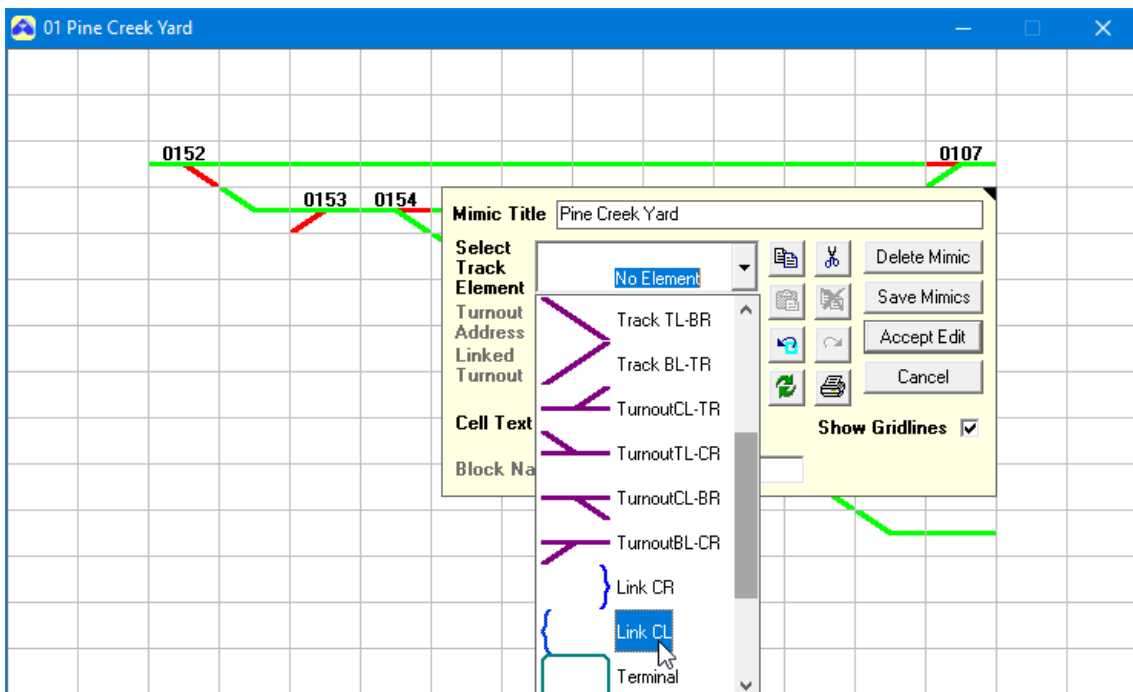 01 Pine Creek Yard
0152
0107
0153
0154
Mimic Title
Pine Creek Yard
Select
Track
Element
No Element
Delete Mimic
Save Mimics
Accept Edit
Cancel
Turnout
Address
Linked
Turnout
Cell Text
Show Gridlines
Block Na
Track TL-BR
Track BL-TR
TurnoutCL-TR
TurnoutTL-CR
TurnoutCL-BR
TurnoutBL-CR
Link CR
Link CL
Terminal